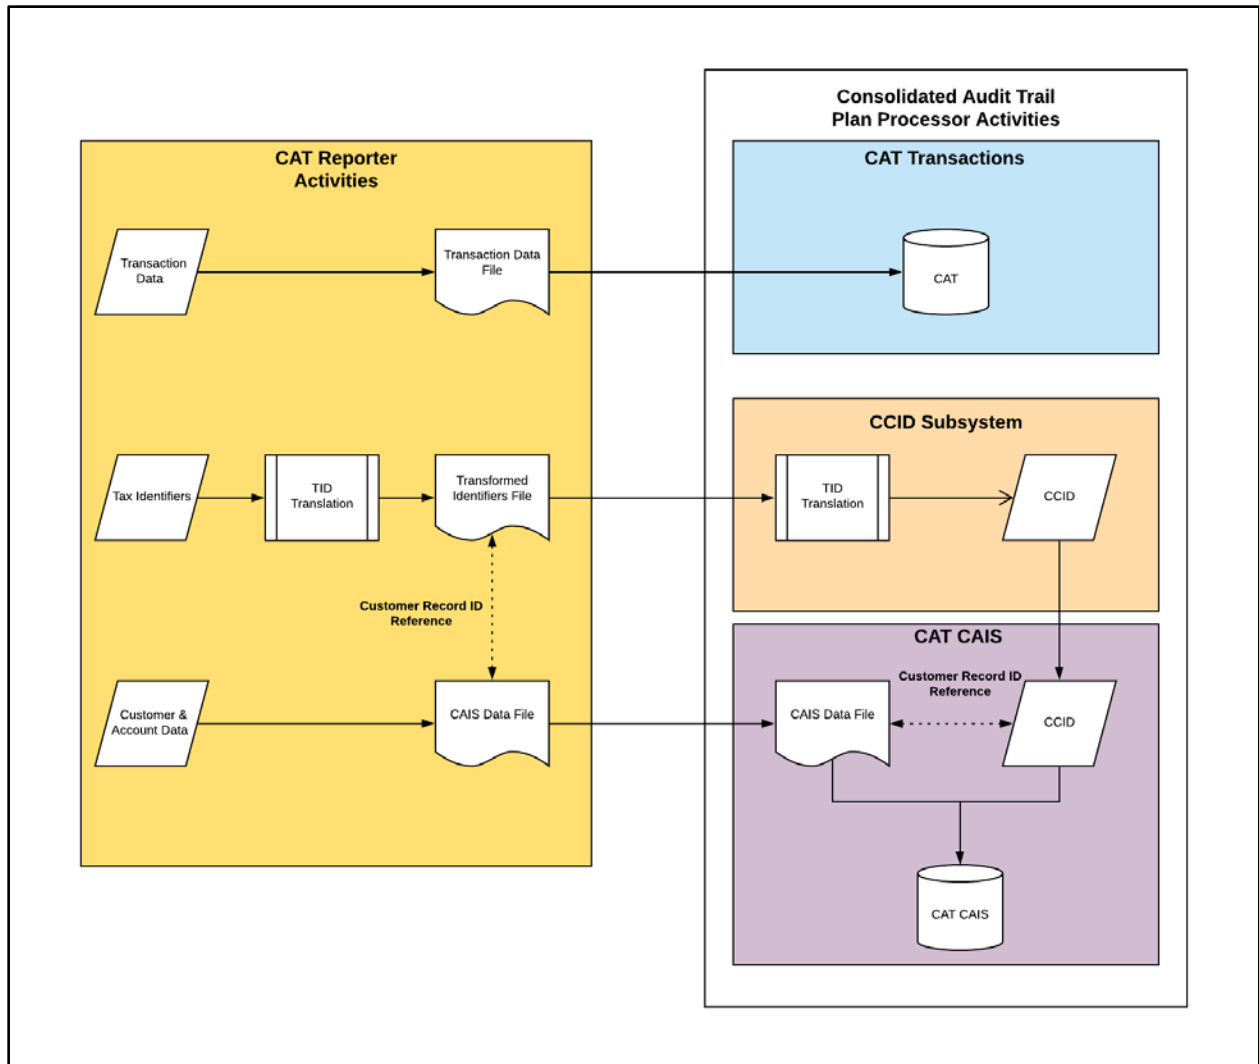 Consolidated Audit Trail
Plan Processor Activities
CAT Reporter
Activities
CAT Transactions
Transaction
Data
Transaction Data
File
CAT
CCID Subsystem
Tax Identifiers
TID
Translation
Transformed
Identifiers File
TID
Translation
CCID
Customer Record ID
Reference
CAT CAIS
Customer Record ID
Reference
Customer &
Account Data
CAIS Data File
CAIS Data File
CCID
CAT CAIS